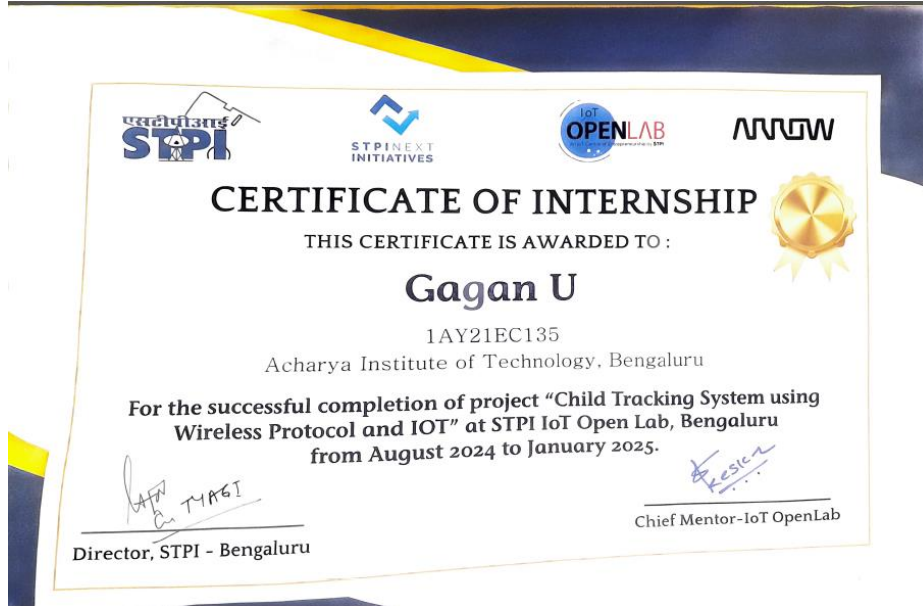 एसटीपीआई
STPI
STPINEXT
INITIATIVES
IoT
OPENLAB
ARROW
CERTIFICATE OF INTERNSHIP
THIS CERTIFICATE IS AWARDED TO :
Gagan U
1AY21EC135
Acharya Institute of Technology, Bengaluru
For the successful completion of project “Child Tracking System using
Wireless Protocol and IOT” at STPI IoT Open Lab, Bengaluru
from August 2024 to January 2025.
TYAGI
Director, STPI - Bengaluru
Chief Mentor-IoT OpenLab